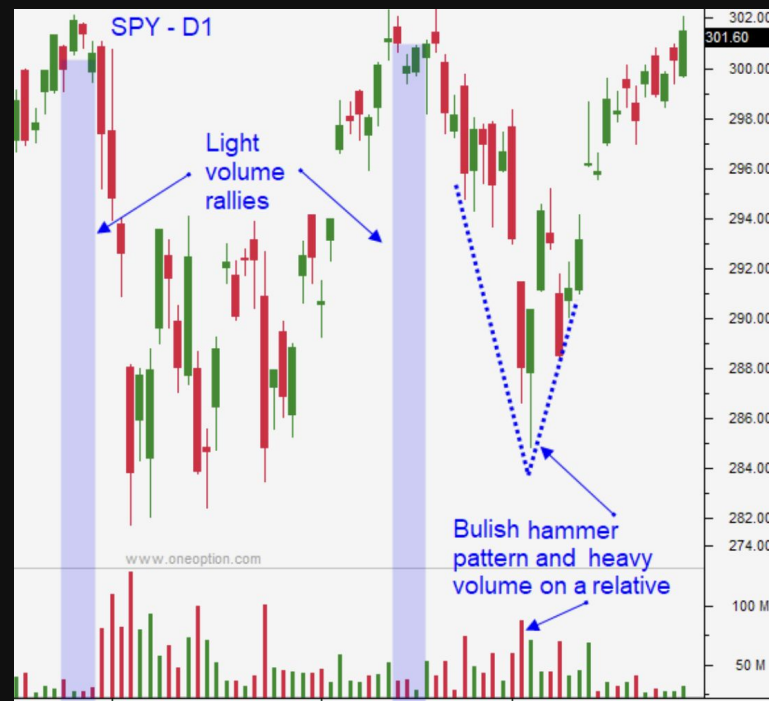 SPY - D1
302.00
301.60
300.00
298.00
296.00
294.00
292.00
290.00
288.00
286.00
284.00
282.00
274.00
Light
volume
rallies
Bulish hammer
pattern and heavy
volume on a relative
www.oneoption.com
100 M
50 M